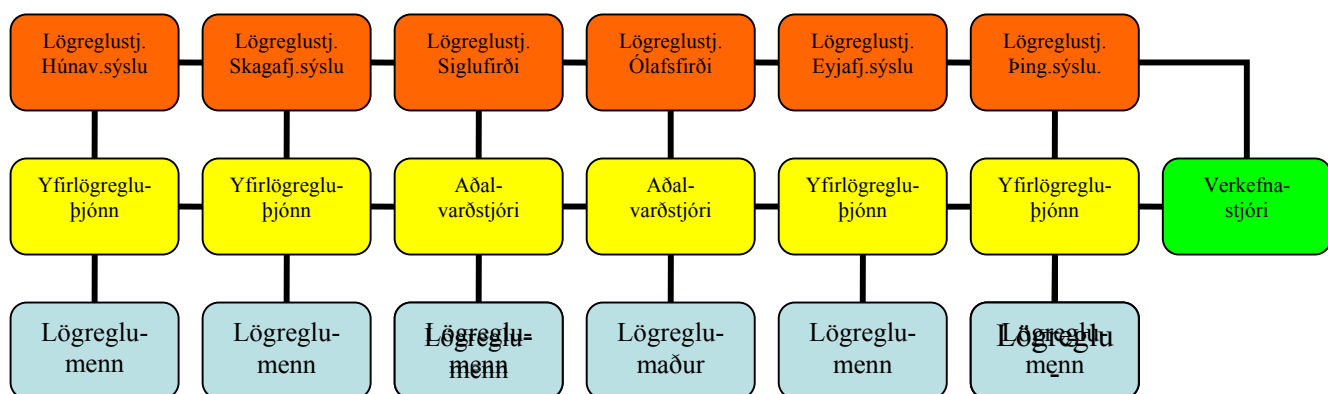 Lögreglustj.
Húnav.sýslu
Lögreglustj.
Skagafj.sýslu
Lögreglustj.
Siglufirði
Lögreglustj.
Ólafsfirði
Lögreglustj.
Eyjafj.sýslu
Lögreglustj.
Þing.sýslu.
Yfirlögreglu-
þjónn
Yfirlögreglu-
þjónn
Aðal-
varðstjóri
Aðal-
varðstjóri
Yfirlögreglu-
þjónn
Yfirlögreglu-
þjónn
Verkefna-
stjóri
Lögreglu-
menn
Lögreglu-
menn
Lögreglu-
menn
Lögreglu-
maður
Lögreglu-
menn
Lögreglu-
menn